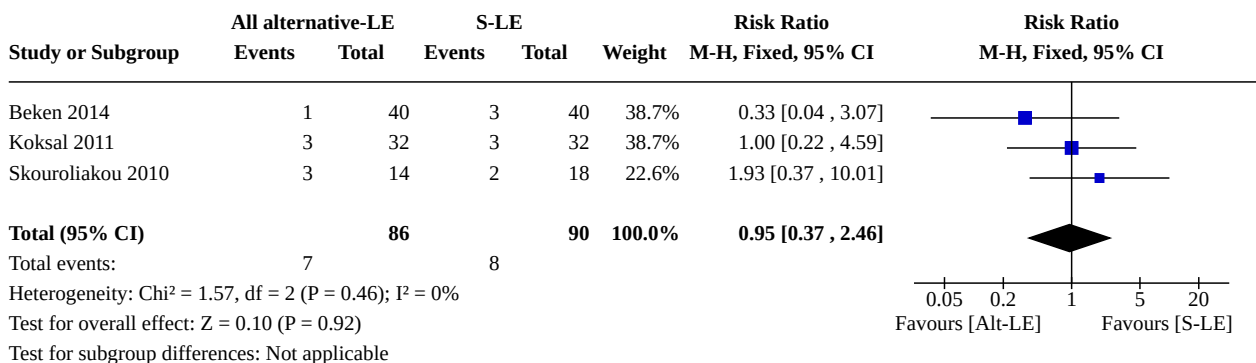 All alternative-LE S-LE Risk Ratio Risk Ratio
Study or Subgroup Events Total Events Total Weight M-H, Fixed, 95% CI M-H, Fixed, 95% CI
Beken 2014 1 40 3 40 38.7% 0.33 [0.04 , 3.07]
Koksal 2011 3 32 3 32 38.7% 1.00 [0.22 , 4.59]
Skouroliakou 2010 3 14 2 18 22.6% 1.93 [0.37 , 10.01]
Total (95% CI) 86 90 100.0% 0.95 [0.37 , 2.46]
Total events: 7 8
Heterogeneity: Chi² = 1.57, df = 2 (P = 0.46); I² = 0%
Test for overall effect: Z = 0.10 (P = 0.92)
Test for subgroup differences: Not applicable
0.05 0.2 1 5 20
Favours [Alt-LE] Favours [S-LE]